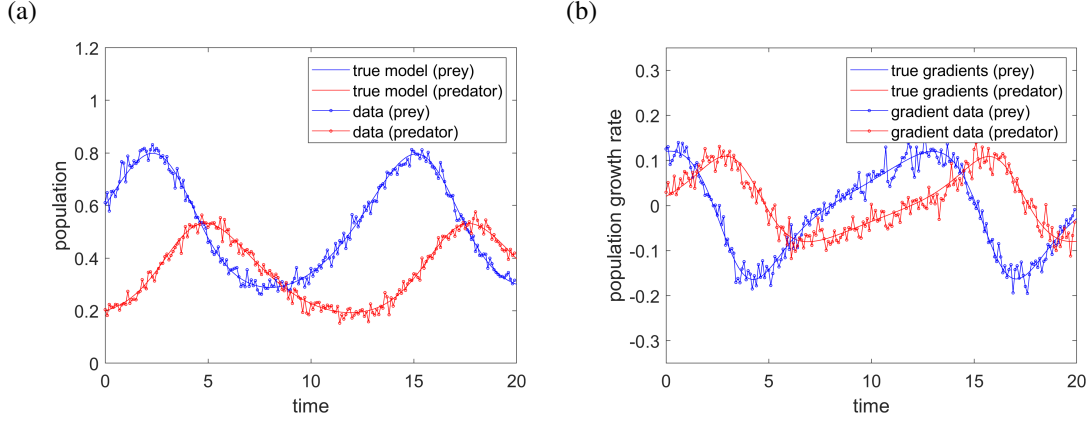 (a)
1.2
1
0.8
0.6
0.4
0.2
0
population
true model (prey)
true model (predator)
data (prey)
data (predator)
0 5 10 15 20
time
(b)
0.3
0.2
0.1
0
-0.1
-0.2
-0.3
population growth rate
true gradients (prey)
true gradients (predator)
gradient data (prey)
gradient data (predator)
0 5 10 15 20
time